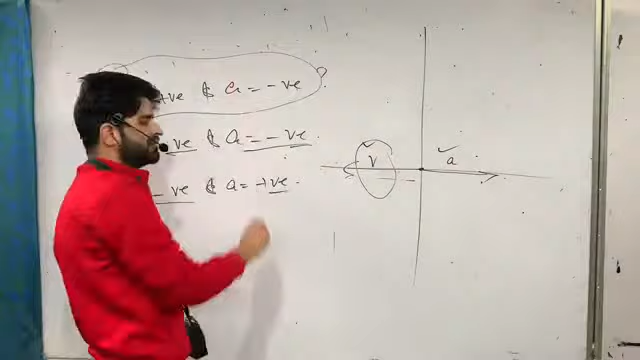 +ve & a = - ve ?
ve & a = - ve
- ve & a = +ve
v
a